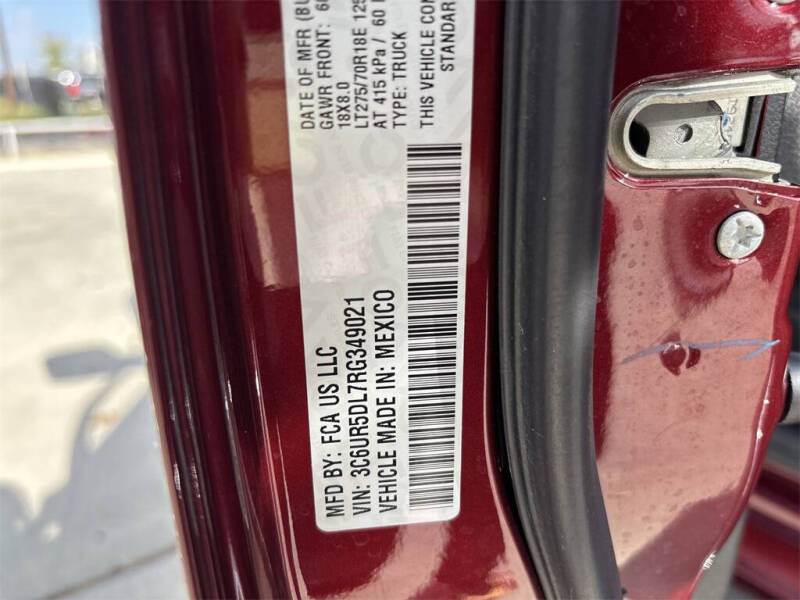 MFD BY: FCA US LLC
DATE OF MFR
VIN: 3C6UR5DL7RG349021
GAWR FRONT:
18X8.0
VEHICLE MADE IN: MEXICO
LT275/70R18E
AT 415 kPa / 60
TYPE: TRUCK
THIS VEHICLE
STANDAR